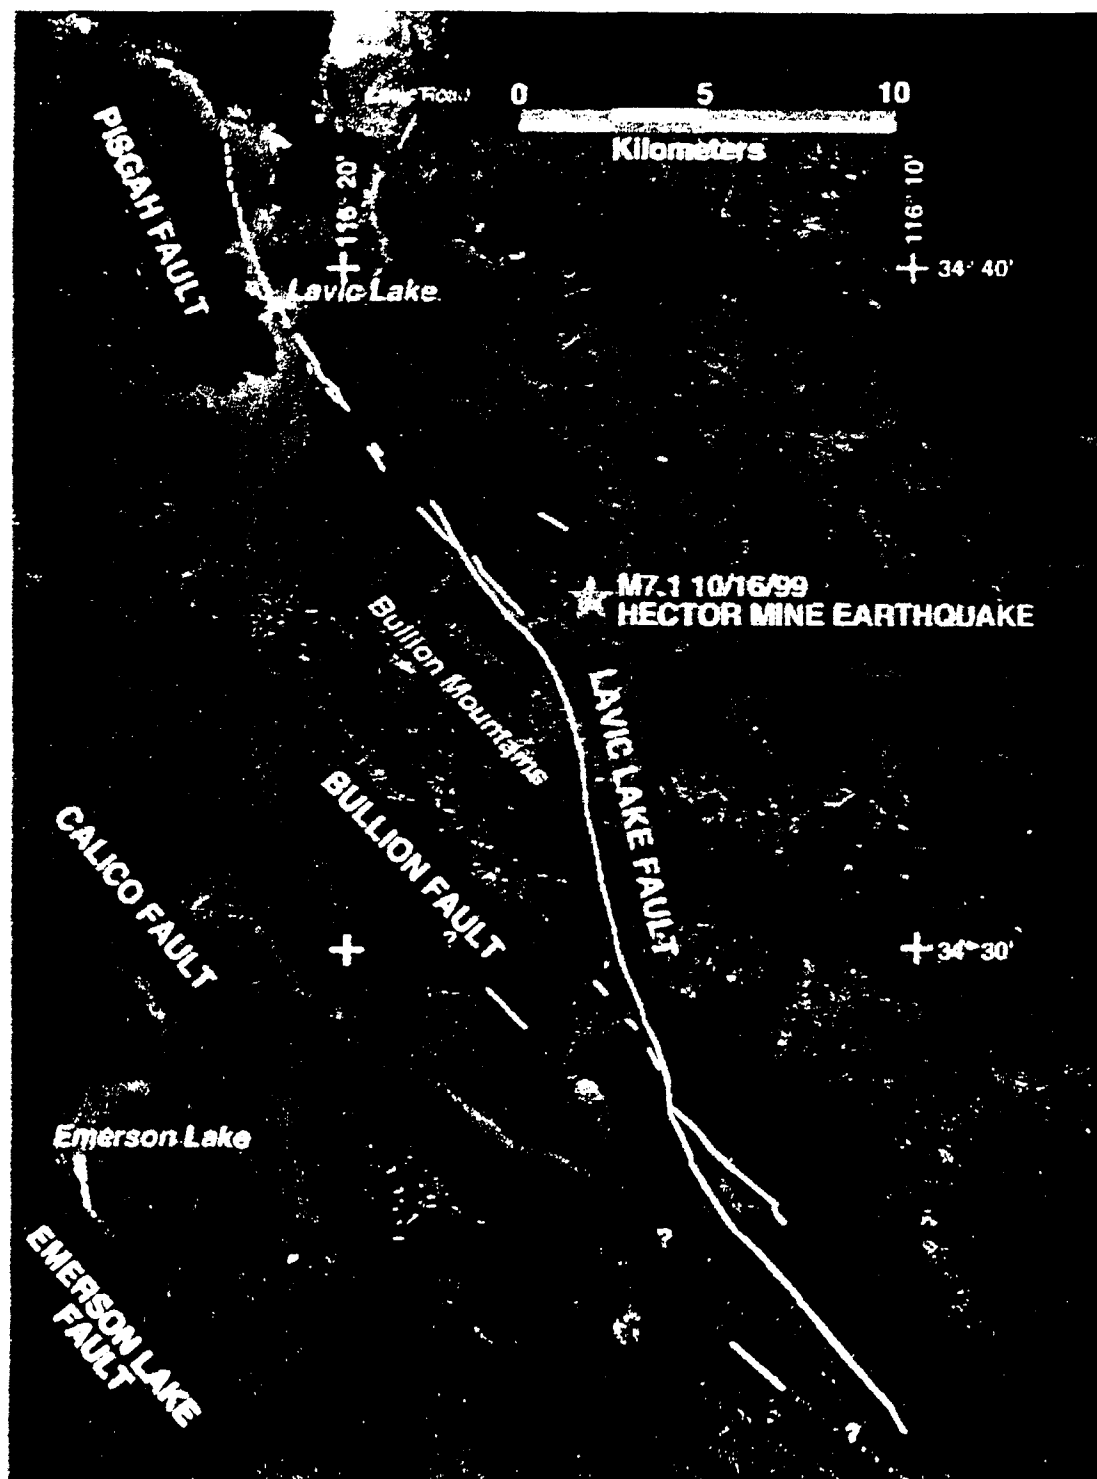 Road
0 5 10
Kilometers
PISGAH FAULT
116° 20'
116° 10'
34° 40'
Lavic Lake
M7.1 10/16/99
HECTOR MINE EARTHQUAKE
Bullion Mountains
LAVIC LAKE FAULT
BULLION FAULT
CALICO FAULT
?
34° 30'
Emerson Lake
?
EMERSON LAKE
FAULT
?